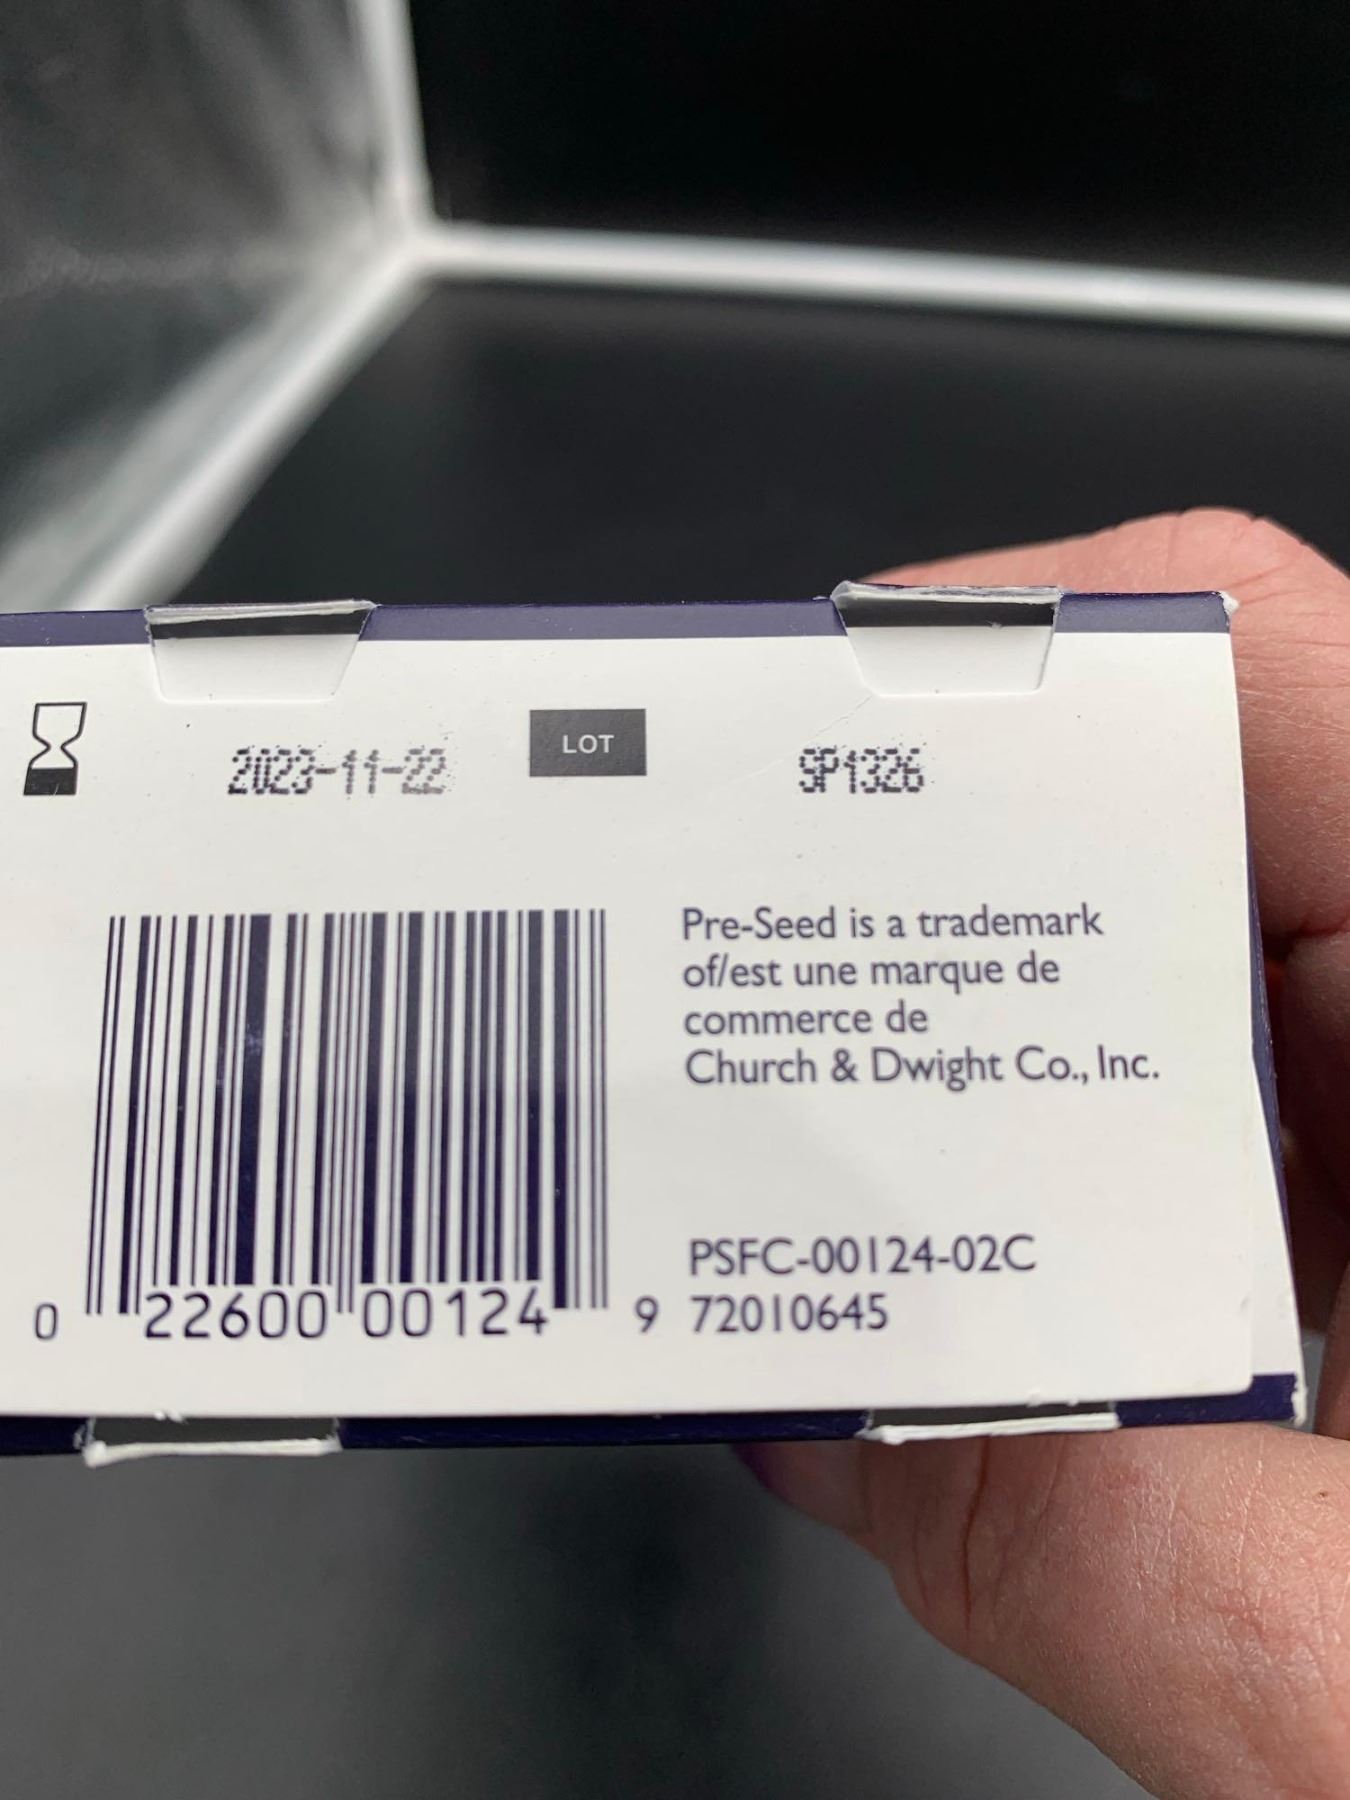 2023-11-22 LOT SP1326
Pre-Seed is a trademark
of/est une marque de
commerce de
Church & Dwight Co., Inc.
PSFC-00124-02C
0 22600 00124 9 72010645